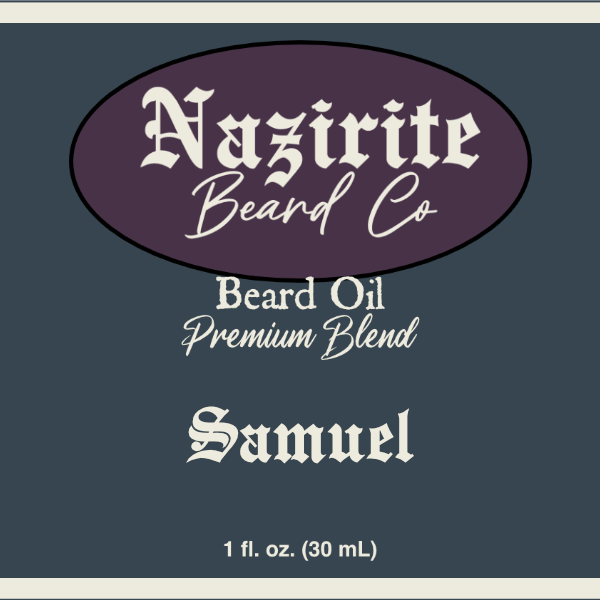 Nazirite
Beard Co
Beard Oil
Premium Blend
Samuel
1 fl. oz. (30 mL)